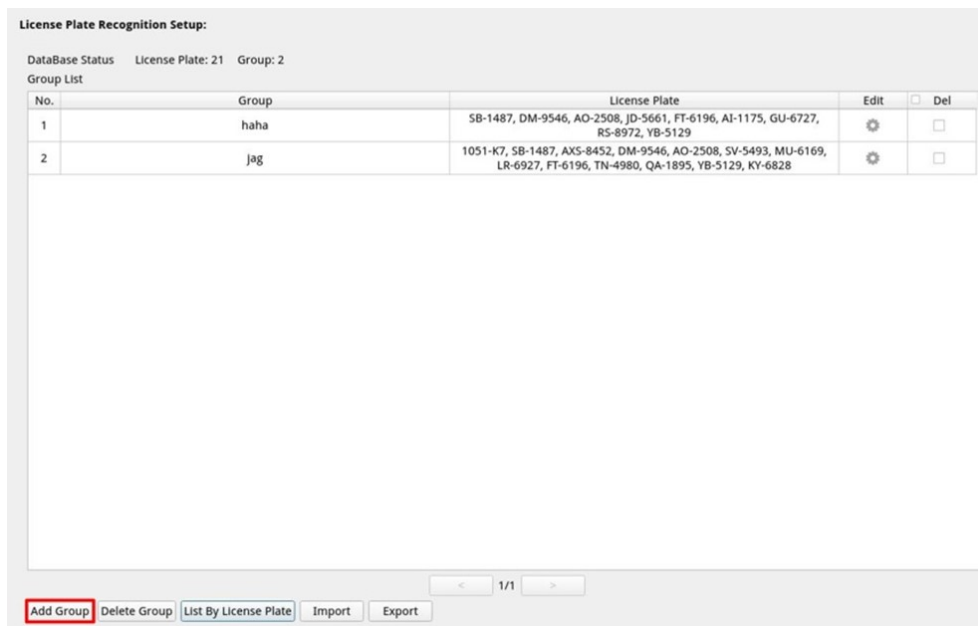 License Plate Recognition Setup:
DataBase Status License Plate: 21 Group: 2
Group List
No. Group License Plate Edit Del
1 haha SB-1487, DM-9546, AO-2508, JD-5661, FT-6196, AI-1175, GU-6727,
RS-8972, YB-5129
2 jag 1051-K7, SB-1487, AXS-8452, DM-9546, AO-2508, SV-5493, MU-6169,
LR-6927, FT-6196, TN-4980, QA-1895, YB-5129, KY-6828
< 1/1 >
Add Group Delete Group List By License Plate Import Export